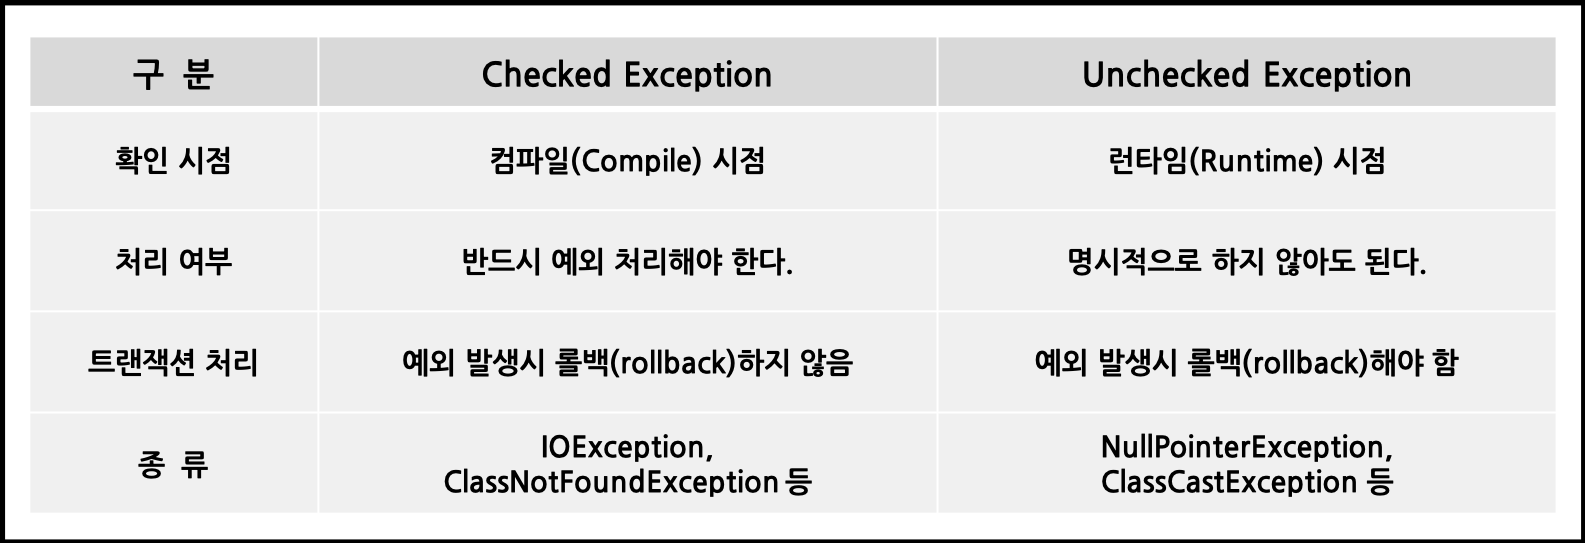 구 분 Checked Exception Unchecked Exception
확인 시점 컴파일(Compile) 시점 런타임(Runtime) 시점
처리 여부 반드시 예외 처리해야 한다. 명시적으로 하지 않아도 된다.
트랜잭션 처리 예외 발생시 롤백(rollback)하지 않음 예외 발생시 롤백(rollback)해야 함
종 류 IOException, NullPointerException,
ClassNotFoundException 등 ClassCastException 등